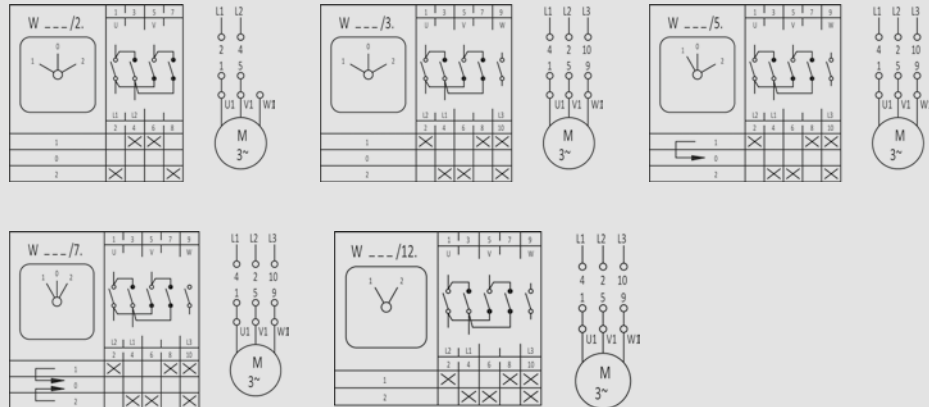 W ___/2.
1 3 5 7
U V
0
1 2
L1 L2
2 4 6 8
1
0
2
L1 L2
2 4
1 5
U1 V1 W1
M
3~
W ___/3.
1 3 5 7 9
U V W
0
1 2
L2 L1 L3
2 4 6 8 10
1
0
2
L1 L2 L3
4 2 10
1 5 9
U1 V1 W1
M
3~
W ___/5.
1 3 5 7 9
U V W
0
1 2
L2 L1 L3
2 4 6 8 10
1
0
2
L1 L2 L3
4 2 10
1 5 9
U1 V1 W1
M
3~
W ___/7.
1 3 5 7 9
U V W
0
1 2
L2 L1 L3
2 4 6 8 10
1
0
2
L1 L2 L3
4 2 10
1 5 9
U1 V1 W1
M
3~
W ___/12.
1 3 5 7 9
U V W
1 2
L2 L1 L3
2 4 6 8 10
1
2
L1 L2 L3
4 2 10
1 5 9
U1 V1 W1
M
3~